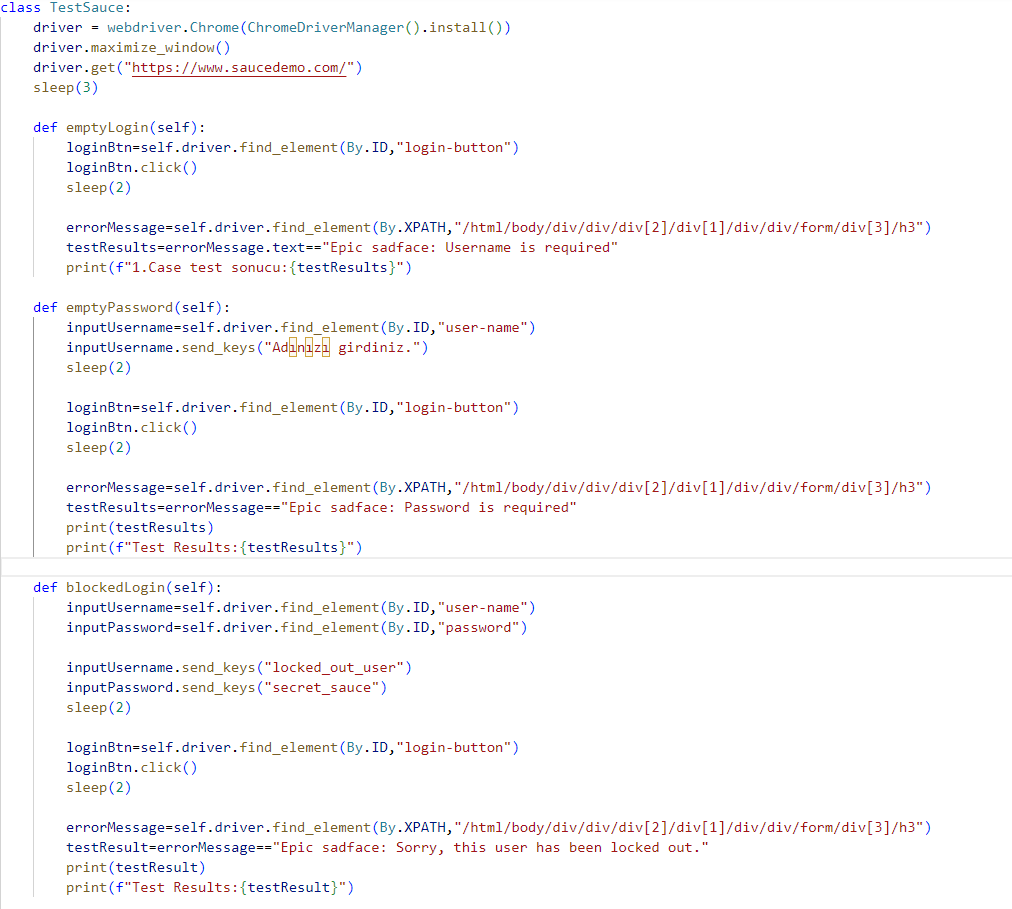 class TestSauce:
    driver = webdriver.Chrome(ChromeDriverManager().install())
    driver.maximize_window()
    driver.get("https://www.saucedemo.com/")
    sleep(3)

    def emptyLogin(self):
        loginBtn=self.driver.find_element(By.ID,"login-button")
        loginBtn.click()
        sleep(2)

        errorMessage=self.driver.find_element(By.XPATH,"/html/body/div/div/div[2]/div[1]/div/div/form/div[3]/h3")
        testResults=errorMessage.text=="Epic sadface: Username is required"
        print(f"1.Case test sonucu:{testResults}")

    def emptyPassword(self):
        inputUsername=self.driver.find_element(By.ID,"user-name")
        inputUsername.send_keys("Adınızı girdiniz.")
        sleep(2)

        loginBtn=self.driver.find_element(By.ID,"login-button")
        loginBtn.click()
        sleep(2)

        errorMessage=self.driver.find_element(By.XPATH,"/html/body/div/div/div[2]/div[1]/div/div/form/div[3]/h3")
        testResults=errorMessage=="Epic sadface: Password is required"
        print(testResults)
        print(f"Test Results:{testResults}")

    def blockedLogin(self):
        inputUsername=self.driver.find_element(By.ID,"user-name")
        inputPassword=self.driver.find_element(By.ID,"password")

        inputUsername.send_keys("locked_out_user")
        inputPassword.send_keys("secret_sauce")
        sleep(2)

        loginBtn=self.driver.find_element(By.ID,"login-button")
        loginBtn.click()
        sleep(2)

        errorMessage=self.driver.find_element(By.XPATH,"/html/body/div/div/div[2]/div[1]/div/div/form/div[3]/h3")
        testResult=errorMessage=="Epic sadface: Sorry, this user has been locked out."
        print(testResult)
        print(f"Test Results:{testResult}")